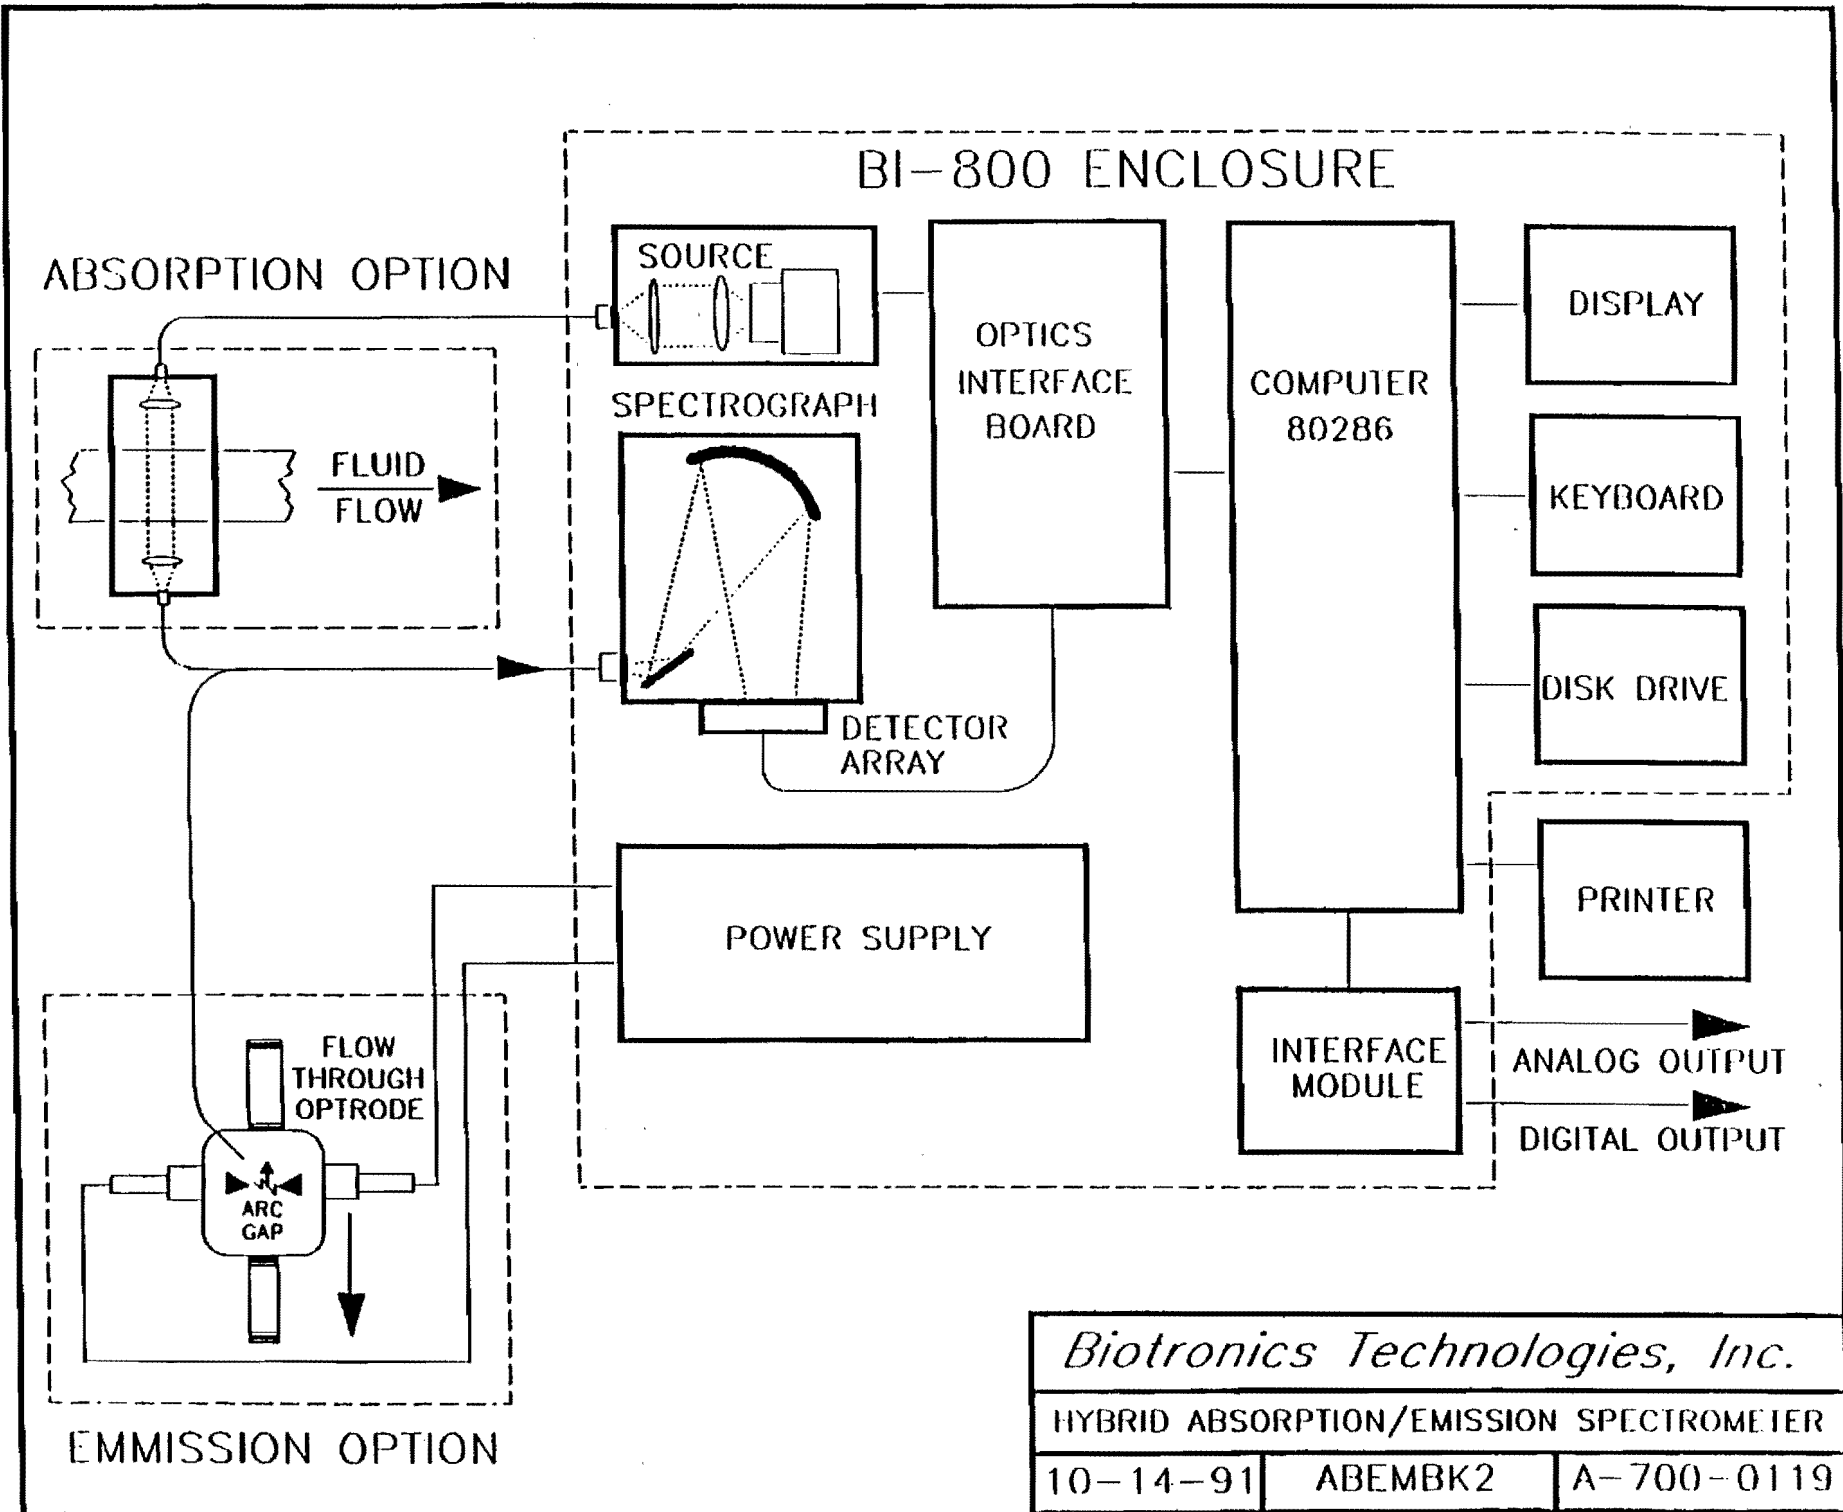 BI-800 ENCLOSURE
ABSORPTION OPTION
SOURCE
OPTICS
INTERFACE
BOARD
COMPUTER
80286
DISPLAY
SPECTROGRAPH
FLUID
FLOW
KEYBOARD
DISK DRIVE
DETECTOR
ARRAY
POWER SUPPLY
PRINTER
INTERFACE
MODULE
ANALOG OUTPUT
DIGITAL OUTPUT
FLOW
THROUGH
OPTRODE
ARC
GAP
EMMISSION OPTION
Biotronics Technologies, Inc.
HYBRID ABSORPTION/EMISSION SPECTROMETER
10-14-91 ABEMBK2 A-700-0119